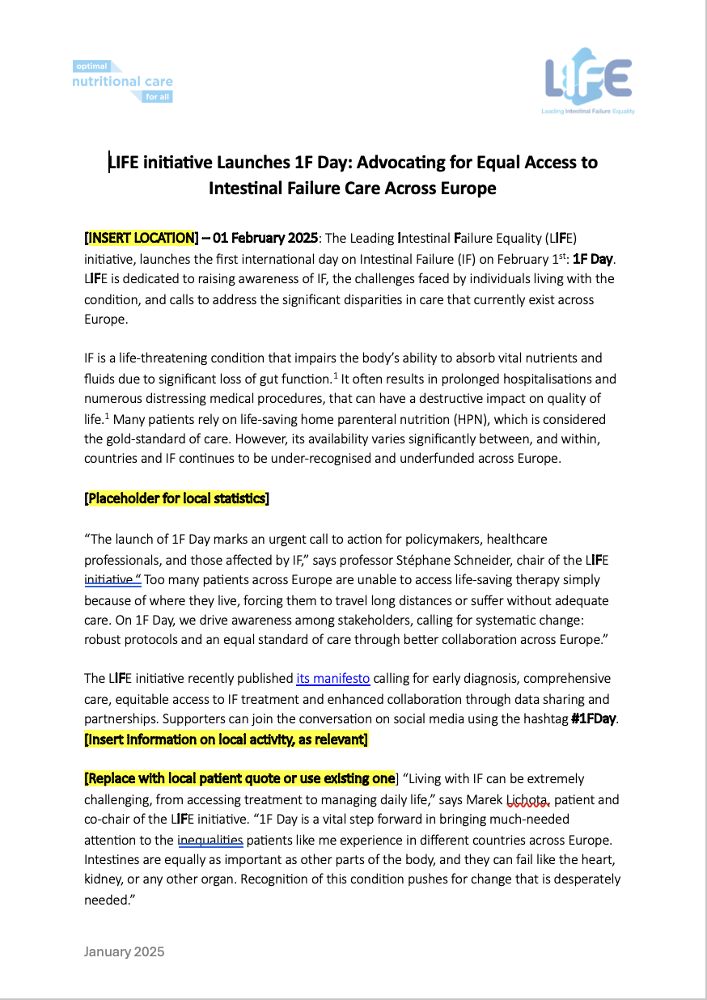 optimal
nutritional care
for all
LIFE
Leading Intestinal Failure Equality
LIFE initiative Launches 1F Day: Advocating for Equal Access to
Intestinal Failure Care Across Europe
[INSERT LOCATION] – 01 February 2025: The Leading Intestinal Failure Equality (LIFE)
initiative, launches the first international day on Intestinal Failure (IF) on February 1st: 1F Day.
LIFE is dedicated to raising awareness of IF, the challenges faced by individuals living with the
condition, and calls to address the significant disparities in care that currently exist across
Europe.
IF is a life-threatening condition that impairs the body’s ability to absorb vital nutrients and
fluids due to significant loss of gut function.1 It often results in prolonged hospitalisations and
numerous distressing medical procedures, that can have a destructive impact on quality of
life.1 Many patients rely on life-saving home parenteral nutrition (HPN), which is considered
the gold-standard of care. However, its availability varies significantly between, and within,
countries and IF continues to be under-recognised and underfunded across Europe.
[Placeholder for local statistics]
“The launch of 1F Day marks an urgent call to action for policymakers, healthcare
professionals, and those affected by IF,” says professor Stéphane Schneider, chair of the LIFE
initiative.“ Too many patients across Europe are unable to access life-saving therapy simply
because of where they live, forcing them to travel long distances or suffer without adequate
care. On 1F Day, we drive awareness among stakeholders, calling for systematic change:
robust protocols and an equal standard of care through better collaboration across Europe.”
The LIFE initiative recently published its manifesto calling for early diagnosis, comprehensive
care, equitable access to IF treatment and enhanced collaboration through data sharing and
partnerships. Supporters can join the conversation on social media using the hashtag #1FDay.
[Insert information on local activity, as relevant]
[Replace with local patient quote or use existing one] “Living with IF can be extremely
challenging, from accessing treatment to managing daily life,” says Marek Lichota, patient and
co-chair of the LIFE initiative. “1F Day is a vital step forward in bringing much-needed
attention to the inequalities patients like me experience in different countries across Europe.
Intestines are equally as important as other parts of the body, and they can fail like the heart,
kidney, or any other organ. Recognition of this condition pushes for change that is desperately
needed.”
January 2025